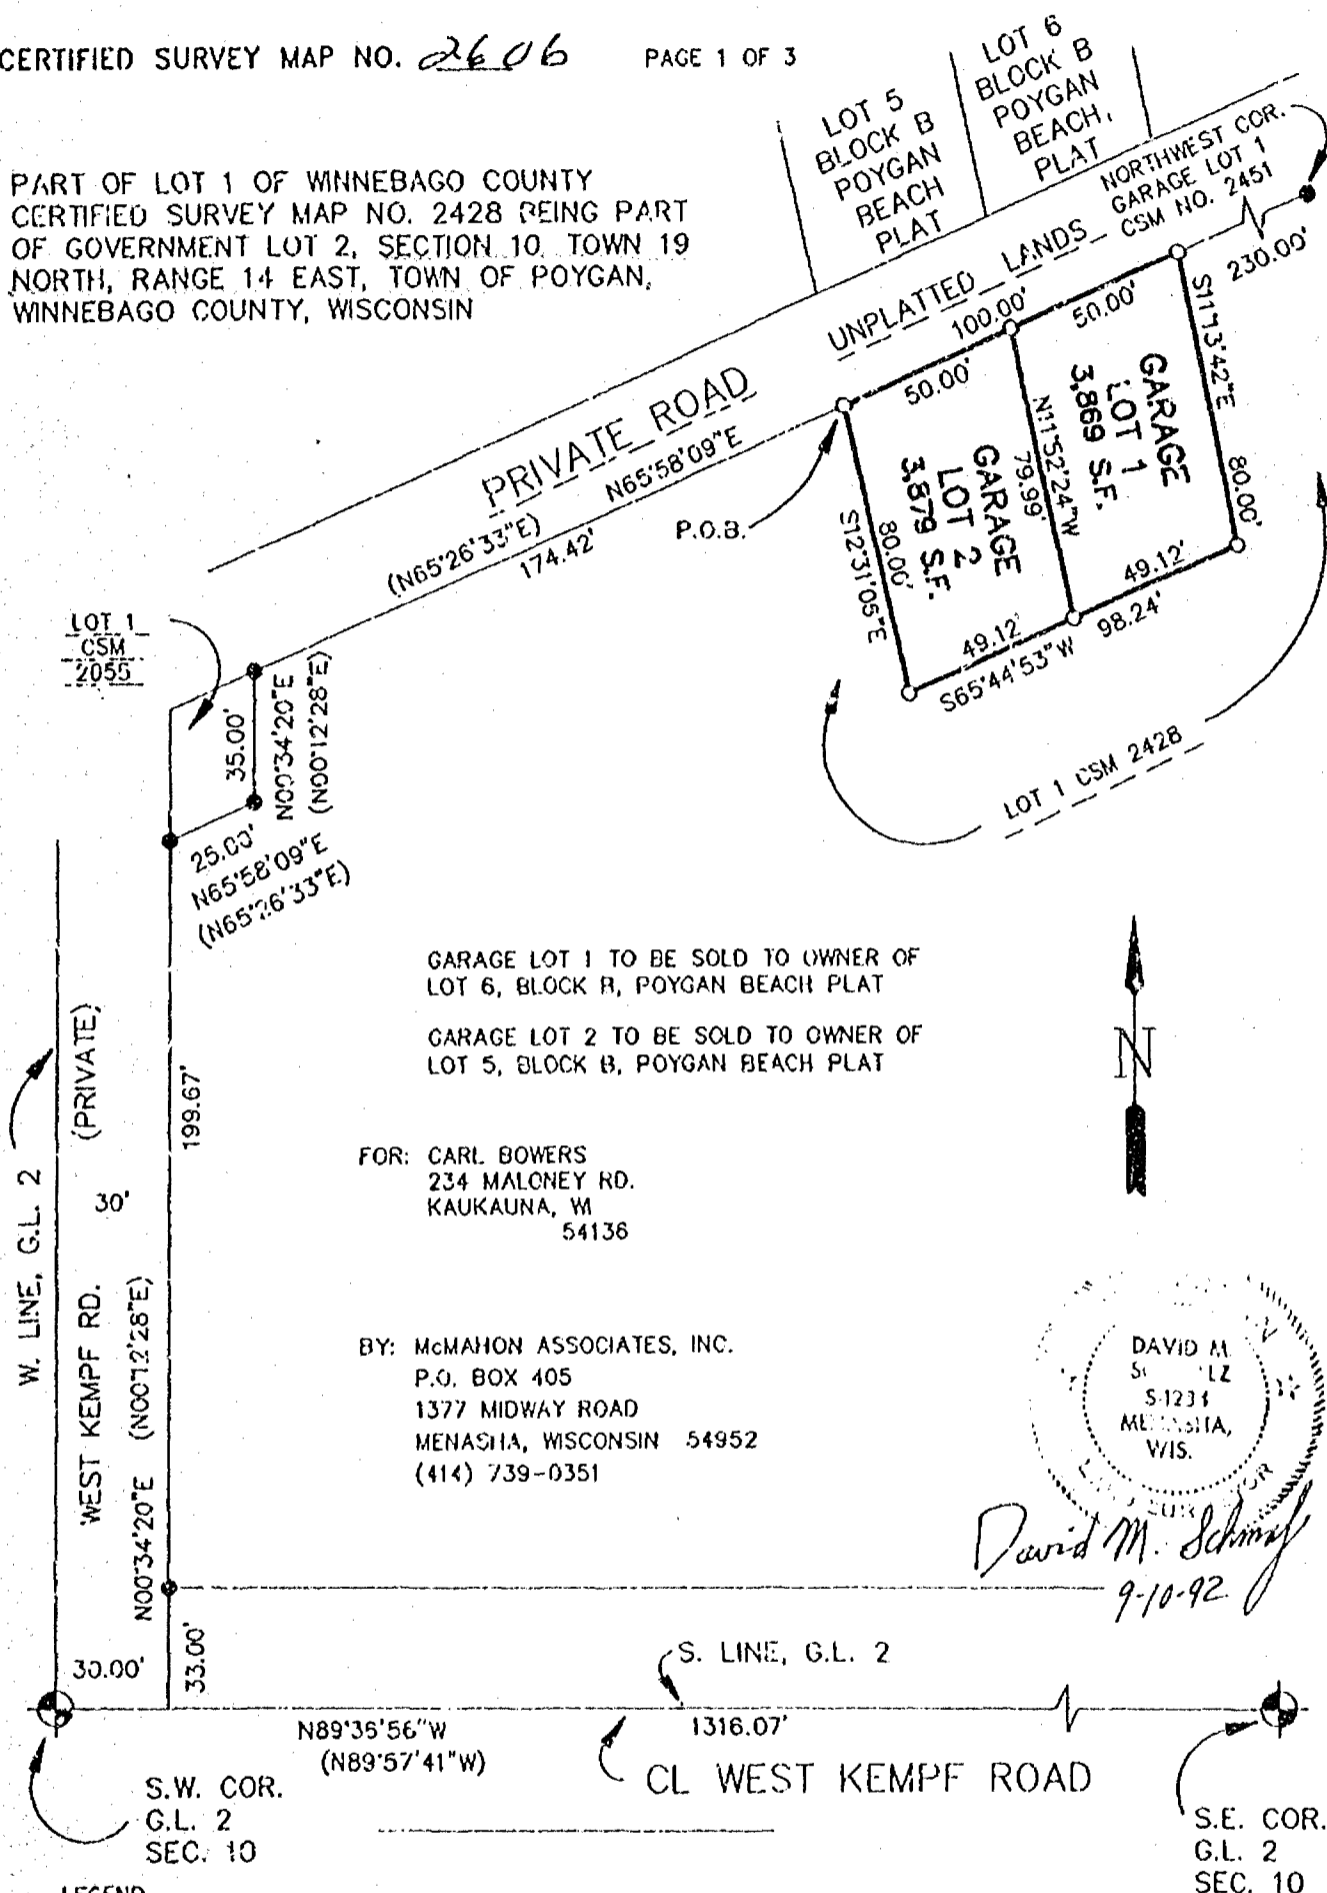 CERTIFIED SURVEY MAP NO. 2606 PAGE 1 OF 3
PART OF LOT 1 OF WINNEBAGO COUNTY
CERTIFIED SURVEY MAP NO. 2428 BEING PART
OF GOVERNMENT LOT 2, SECTION 10 TOWN 19
NORTH, RANGE 14 EAST, TOWN OF POYGAN,
WINNEBAGO COUNTY, WISCONSIN
LOT 5
BLOCK B
POYGAN
BEACH
PLAT
LOT 6
BLOCK B
POYGAN
BEACH,
PLAT
NORTHWEST COR.
GARAGE LOT 1
CSM NO. 2451
UNPLATTED LANDS
230.00'
100.00'
50.00'
50.00'
S11°13'42"E
80.00'
GARAGE
LOT 1
3,869 S.F.
N11°52'24"W
79.99'
GARAGE
LOT 2
3,879 S.F.
80.00'
S12°31'05"E
49.12'
49.12'
98.24'
S65°44'53"W
LOT 1 CSM 2428
PRIVATE ROAD
N65°58'09"E
(N65°26'33"E)
174.42'
P.O.B.
LOT 1
CSM
2055
35.00'
N00°34'20"E
(N00°12'28"E)
25.00'
N65°58'09"E
(N65°26'33"E)
GARAGE LOT 1 TO BE SOLD TO OWNER OF
LOT 6, BLOCK B, POYGAN BEACH PLAT
GARAGE LOT 2 TO BE SOLD TO OWNER OF
LOT 5, BLOCK B, POYGAN BEACH PLAT
N
FOR: CARL BOWERS
234 MALONEY RD.
KAUKAUNA, WI
54136
BY: McMAHON ASSOCIATES, INC.
P.O. BOX 405
1377 MIDWAY ROAD
MENASHA, WISCONSIN 54952
(414) 739-0351
W. LINE, G.L. 2
WEST KEMPF RD. 30' (PRIVATE)
N00°34'20"E (N00°12'28"E)
199.67'
DAVID M.
MENASHA,
WIS.
LAND SURVEYOR
David M. Schmalz
9-10-92
30.00'
33.00'
S. LINE, G.L. 2
N89°35'56"W
(N89°57'41"W)
1316.07'
CL WEST KEMPF ROAD
S.W. COR.
G.L. 2
SEC. 10
S.E. COR.
G.L. 2
SEC. 10
LEGEND